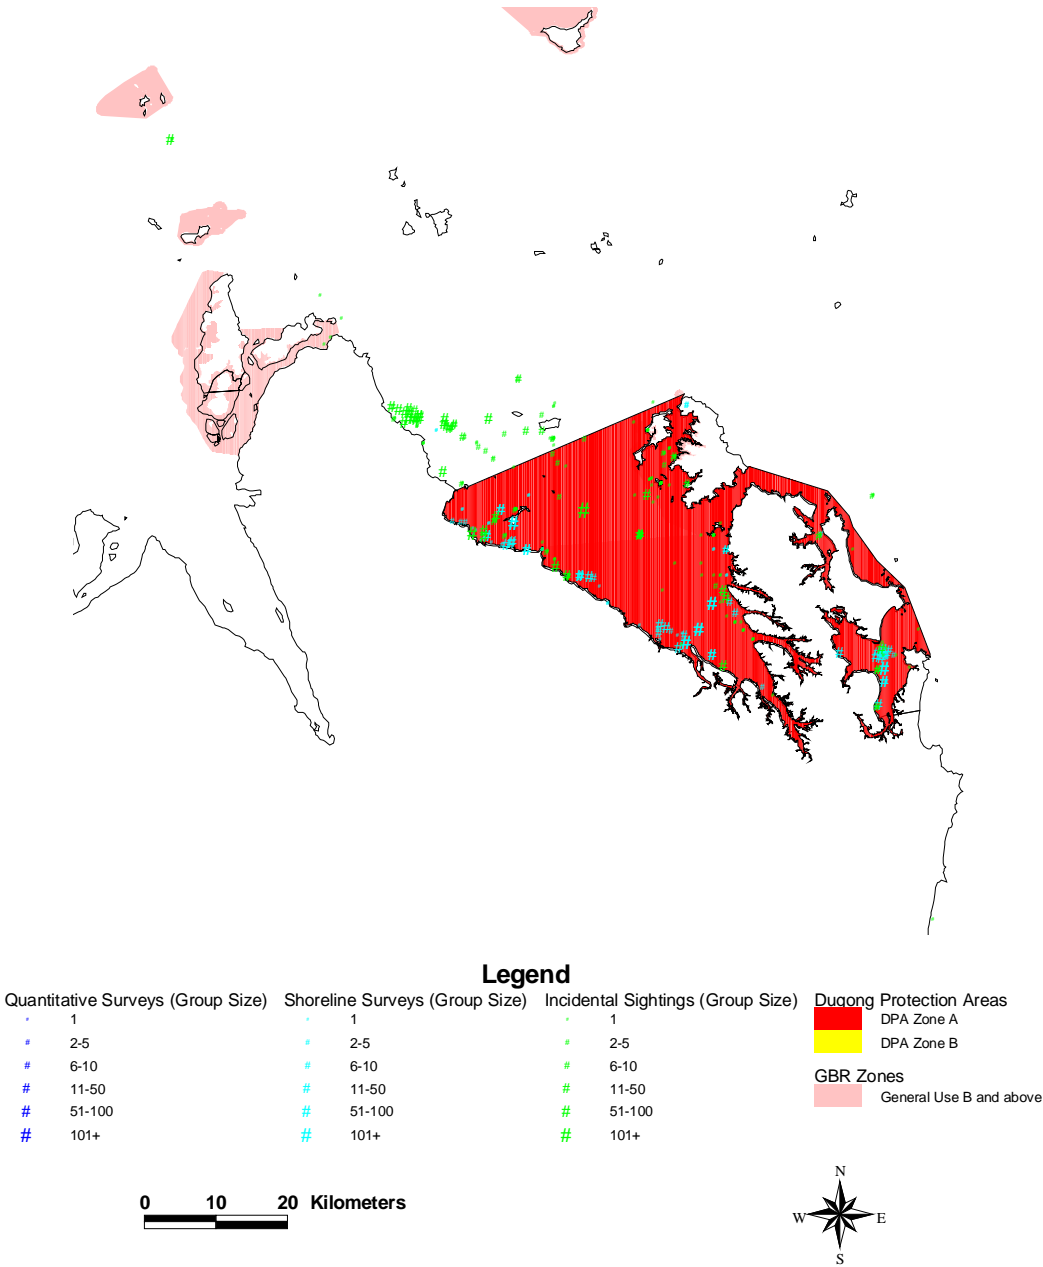 Legend
Quantitative Surveys (Group Size)
# 1
# 2-5
# 6-10
# 11-50
# 51-100
# 101+
Shoreline Surveys (Group Size)
# 1
# 2-5
# 6-10
# 11-50
# 51-100
# 101+
Incidental Sightings (Group Size)
# 1
# 2-5
# 6-10
# 11-50
# 51-100
# 101+
Dugong Protection Areas
DPA Zone A
DPA Zone B
GBR Zones
General Use B and above
0 10 20 Kilometers
N
W E
S